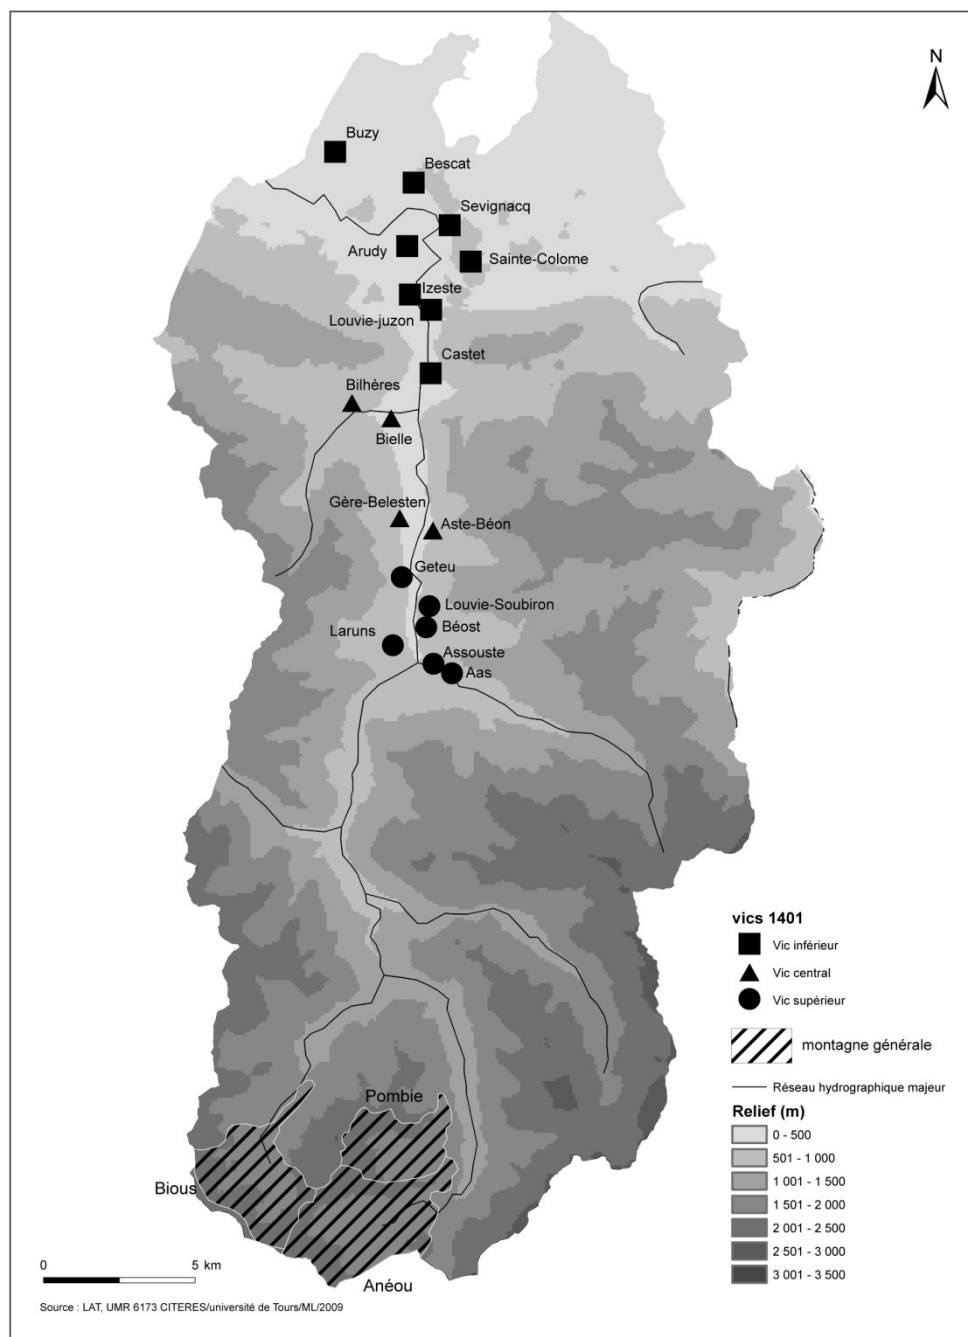 N
Buzy
Bescat
Sevignacq
Arudy
Sainte-Colome
Izeste
Louvie-juzon
Castet
Bilhères
Bielle
Gère-Belesten
Aste-Béon
Geteu
Louvie-Soubiron
Béost
Laruns
Assouste
Aas
vics 1401
Vic inférieur
Vic central
Vic supérieur
montagne générale
Réseau hydrographique majeur
Relief (m)
0 - 500
501 - 1 000
1 001 - 1 500
1 501 - 2 000
2 001 - 2 500
2 501 - 3 000
3 001 - 3 500
Pombie
Bious
Anéou
0 5 km
Source : LAT, UMR 6173 CITERES/université de Tours/ML/2009